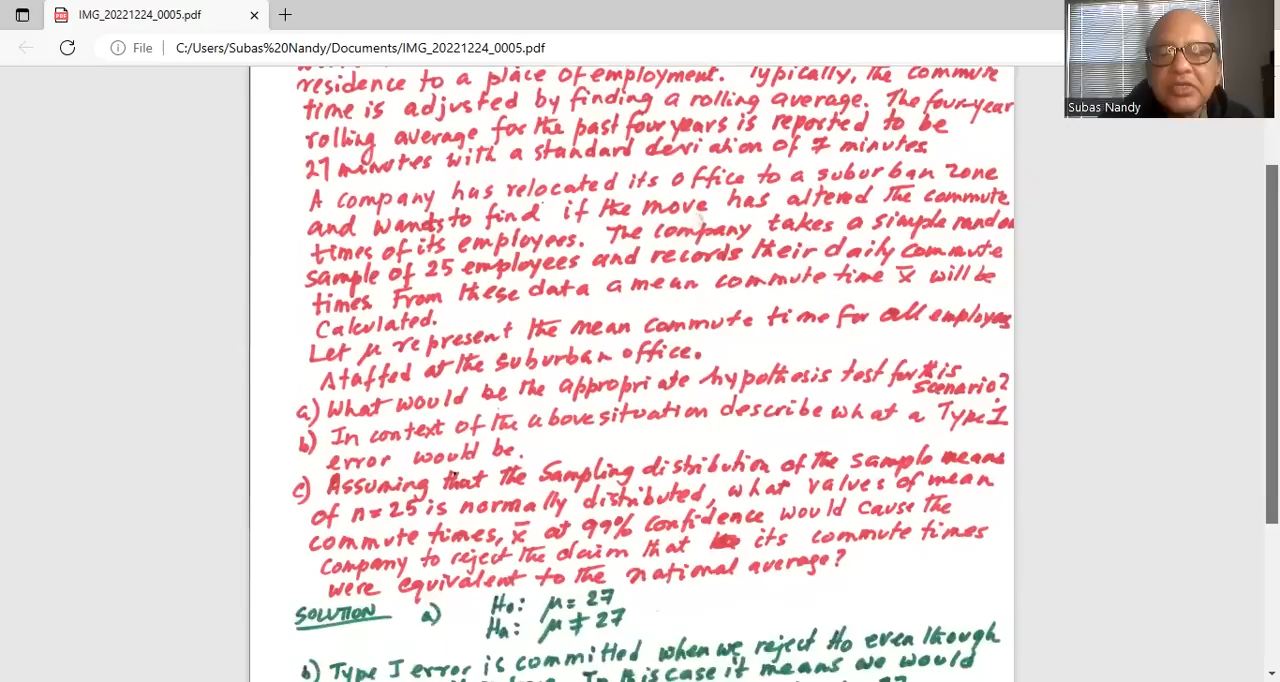 IMG_20221224_0005.pdf
File
C:/Users/Subas%20Nandy/Documents/IMG_20221224_0005.pdf
Subas Nandy
residence to a place of employment. Typically, the commute
time is adjusted by finding a rolling average. The four-year
rolling average for the past four years is reported to be
27 minutes with a standard deviation of 7 minutes
A company has relocated its office to a suburban zone
and wants to find if the move has altered the commute
times of its employees. The company takes a simple random
sample of 25 employees and records their daily commute
times. From these data a mean commute time x̄ will be
Calculated.
Let μ represent the mean commute time for all employees
staffed at the suburban office.
a) What would be the appropriate hypothesis test for this
scenario?
b) In context of the above situation describe what a Type I
error would be.
c) Assuming that the sampling distribution of the sample means
of n=25 is normally distributed, what values of mean
commute times, x̄ at 99% confidence would cause the
company to reject the claim that its commute times
were equivalent to the national average?
SOLUTION a) H₀: μ = 27
Ha: μ ≠ 27
b) Type I error is committed when we reject Ho even though
In this case it means we would
27